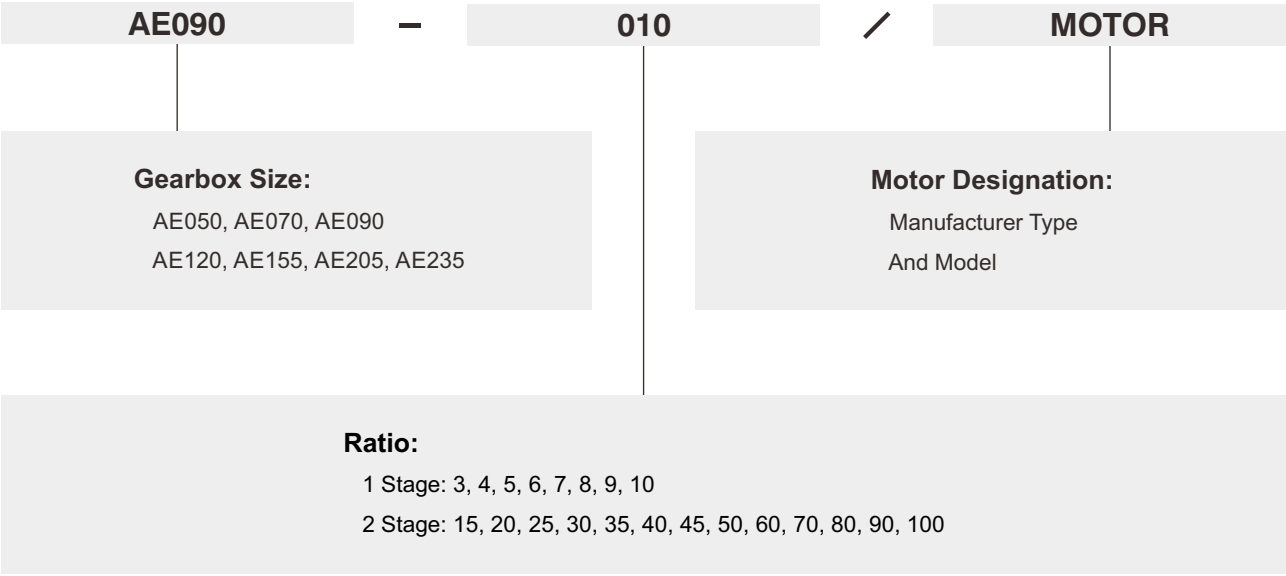 AE090 – 010 / MOTOR
Gearbox Size:
AE050, AE070, AE090
AE120, AE155, AE205, AE235
Motor Designation:
Manufacturer Type
And Model
Ratio:
1 Stage: 3, 4, 5, 6, 7, 8, 9, 10
2 Stage: 15, 20, 25, 30, 35, 40, 45, 50, 60, 70, 80, 90, 100